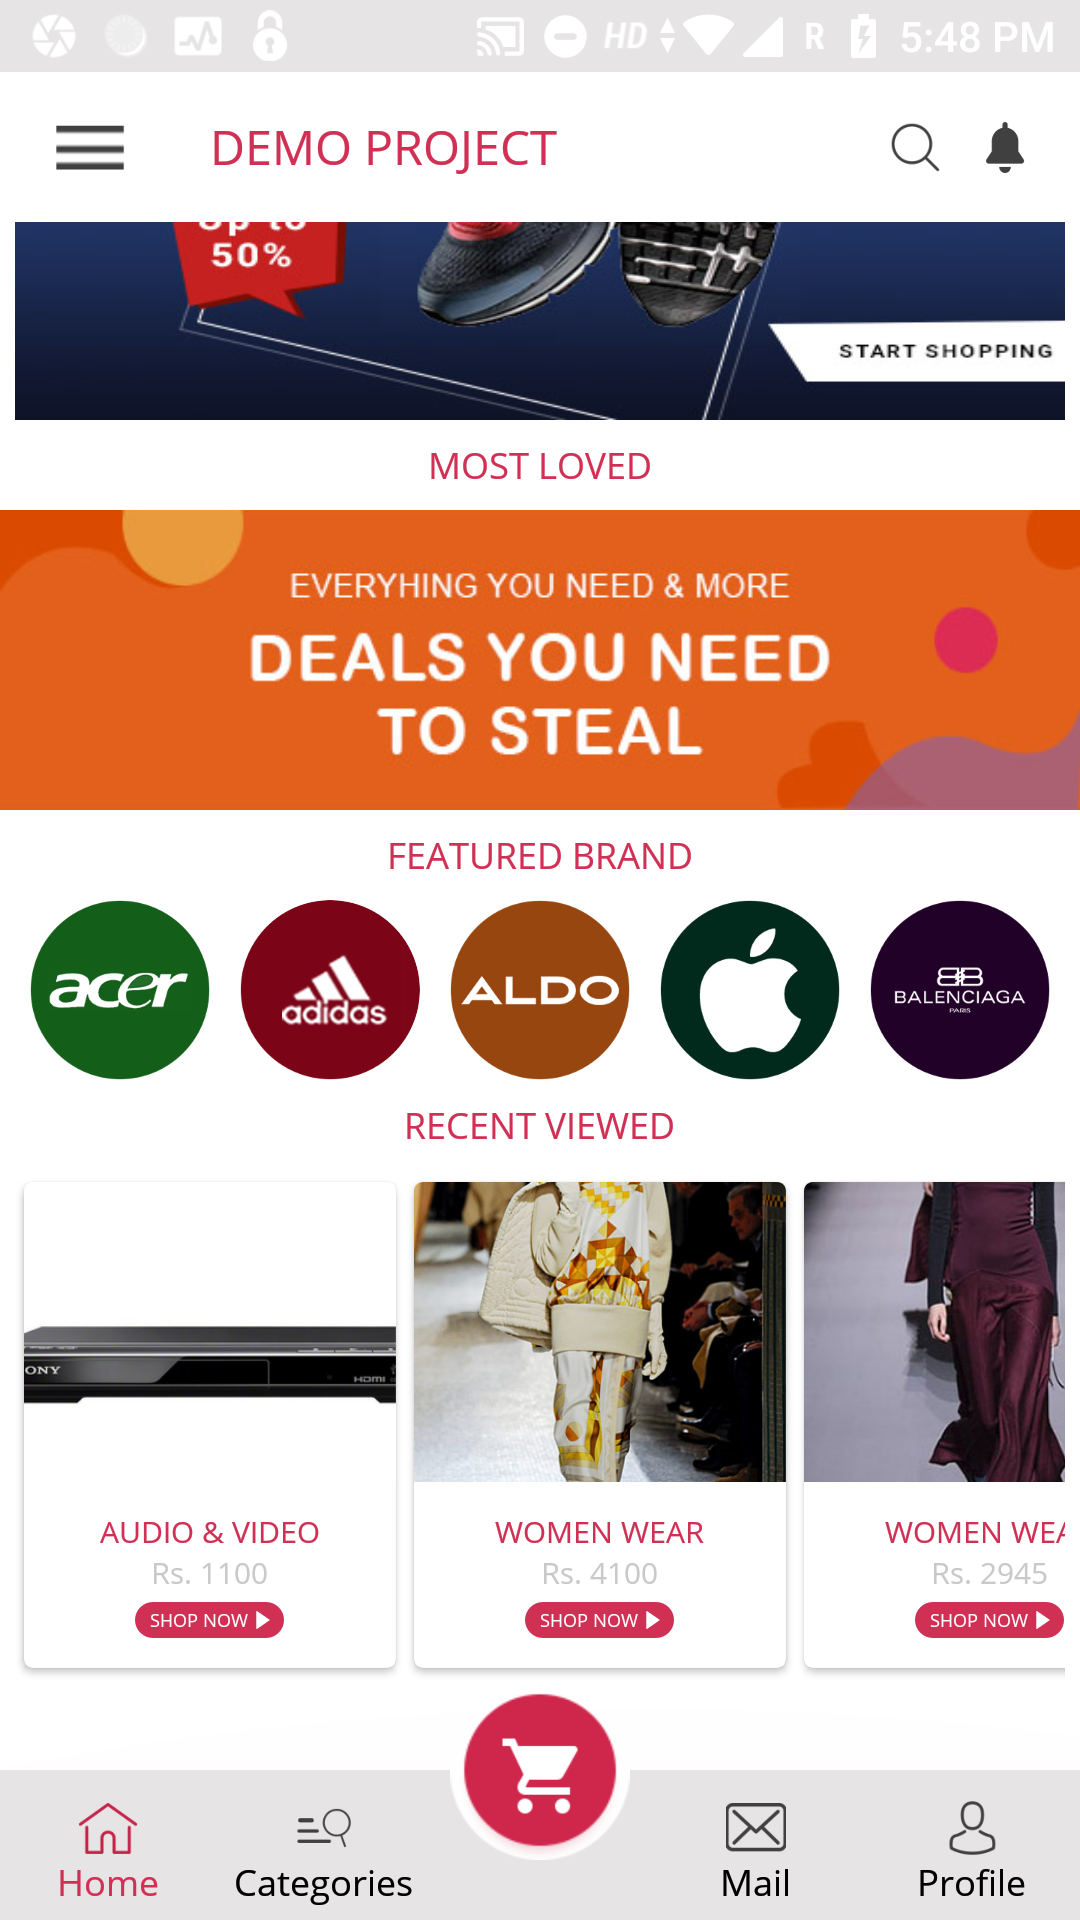 HD R 5:48 PM
DEMO PROJECT
Up to
50%
START SHOPPING
MOST LOVED
EVERYHING YOU NEED & MORE
DEALS YOU NEED
TO STEAL
FEATURED BRAND
acer
adidas
ALDO
BB
BALENCIAGA
PARIS
RECENT VIEWED
ONY
HDMI
AUDIO & VIDEO
Rs. 1100
SHOP NOW
WOMEN WEAR
Rs. 4100
SHOP NOW
WOMEN WEA
Rs. 2945
SHOP NOW
Home
Categories
Mail
Profile